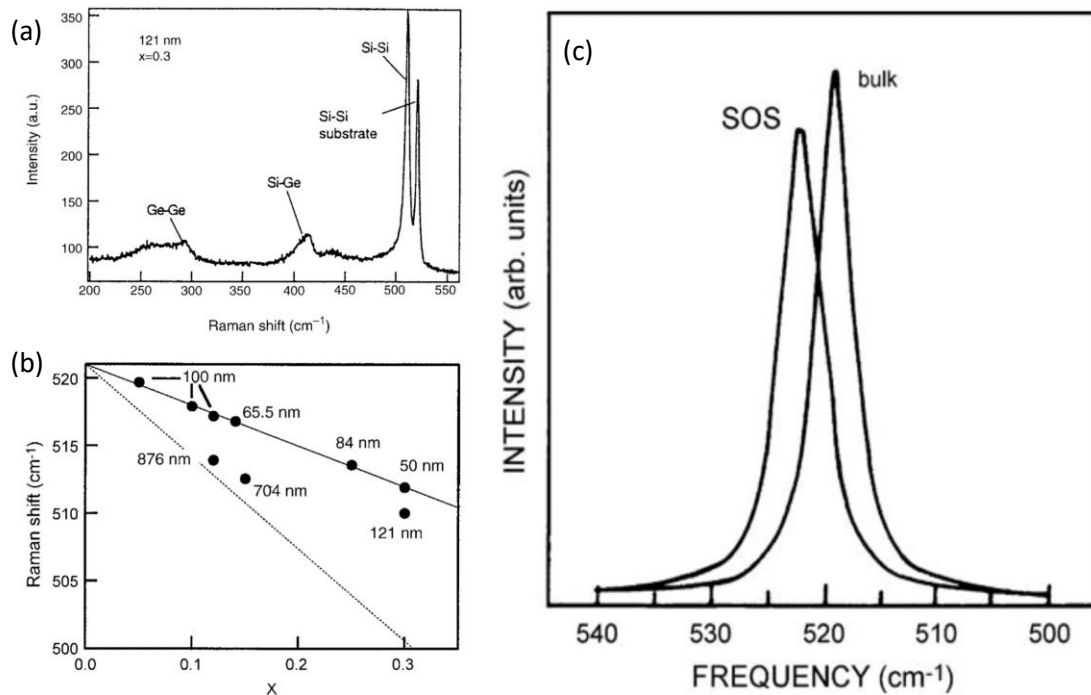 (a)
350
300
250
200
150
100
121 nm
x=0.3
Si-Si
Si-Si
substrate
Si-Ge
Ge-Ge
Intensity (a.u.)
200 250 300 350 400 450 500 550
Raman shift (cm⁻¹)
(b)
520
515
510
505
500
100 nm
65.5 nm
84 nm
50 nm
876 nm
704 nm
121 nm
Raman shift (cm⁻¹)
0.0 0.1 0.2 0.3
X
(c)
bulk
SOS
INTENSITY (arb. units)
540 530 520 510 500
FREQUENCY (cm⁻¹)